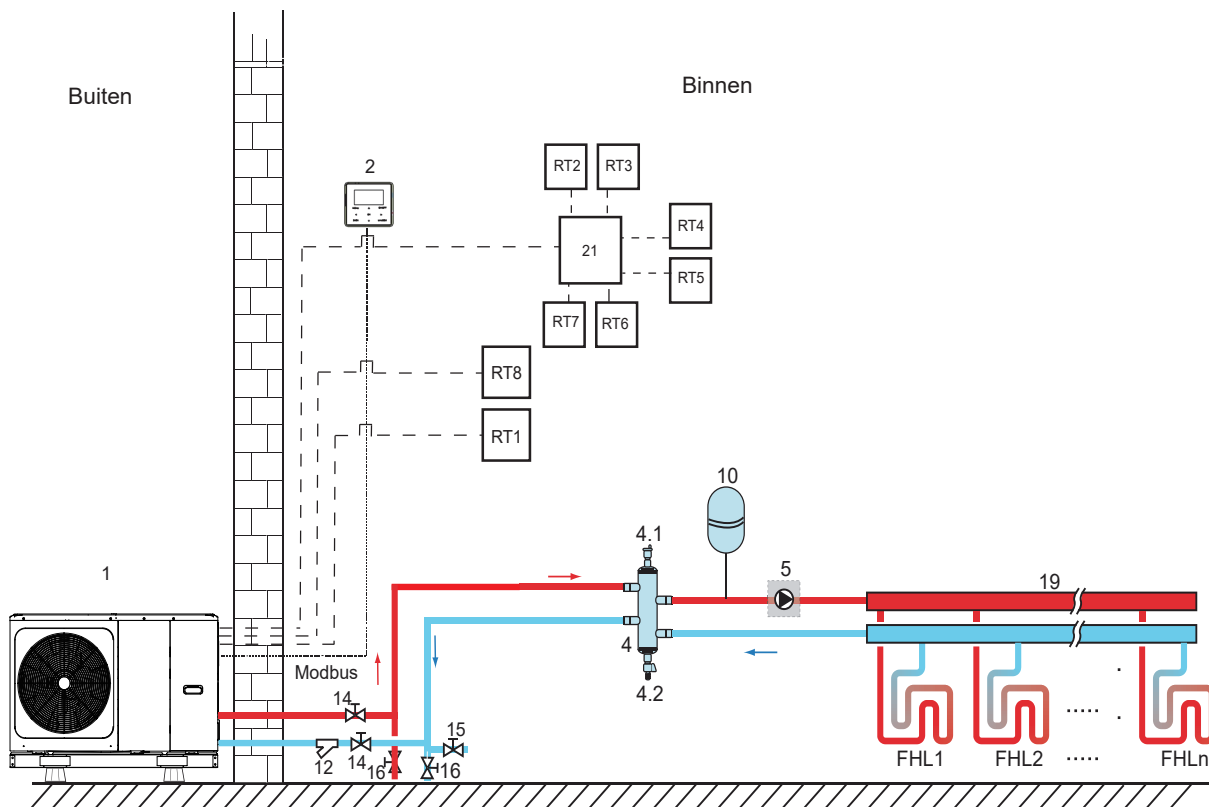 Buiten
Binnen
2
RT2
RT3
RT4
21
RT5
RT7
RT6
RT8
RT1
10
4.1
1
5
19
4
Modbus
4.2
14
15
12
14
16
16
FHL1
FHL2
.....
.....
.
.
FHLn